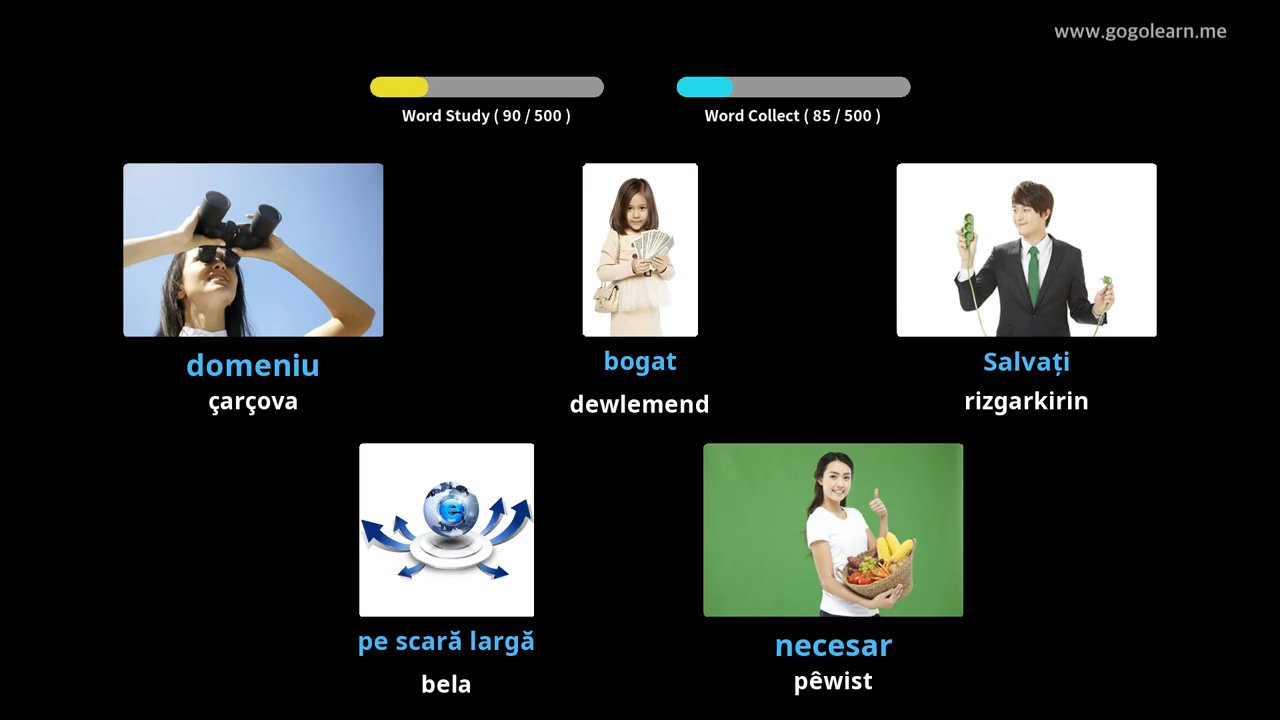 www.gogolearn.me
Word Study ( 90 / 500 )
Word Collect ( 85 / 500 )
domeniu
çarçova
bogat
dewlemend
Salvați
rizgarkirin
e
pe scară largă
bela
necesar
pêwist